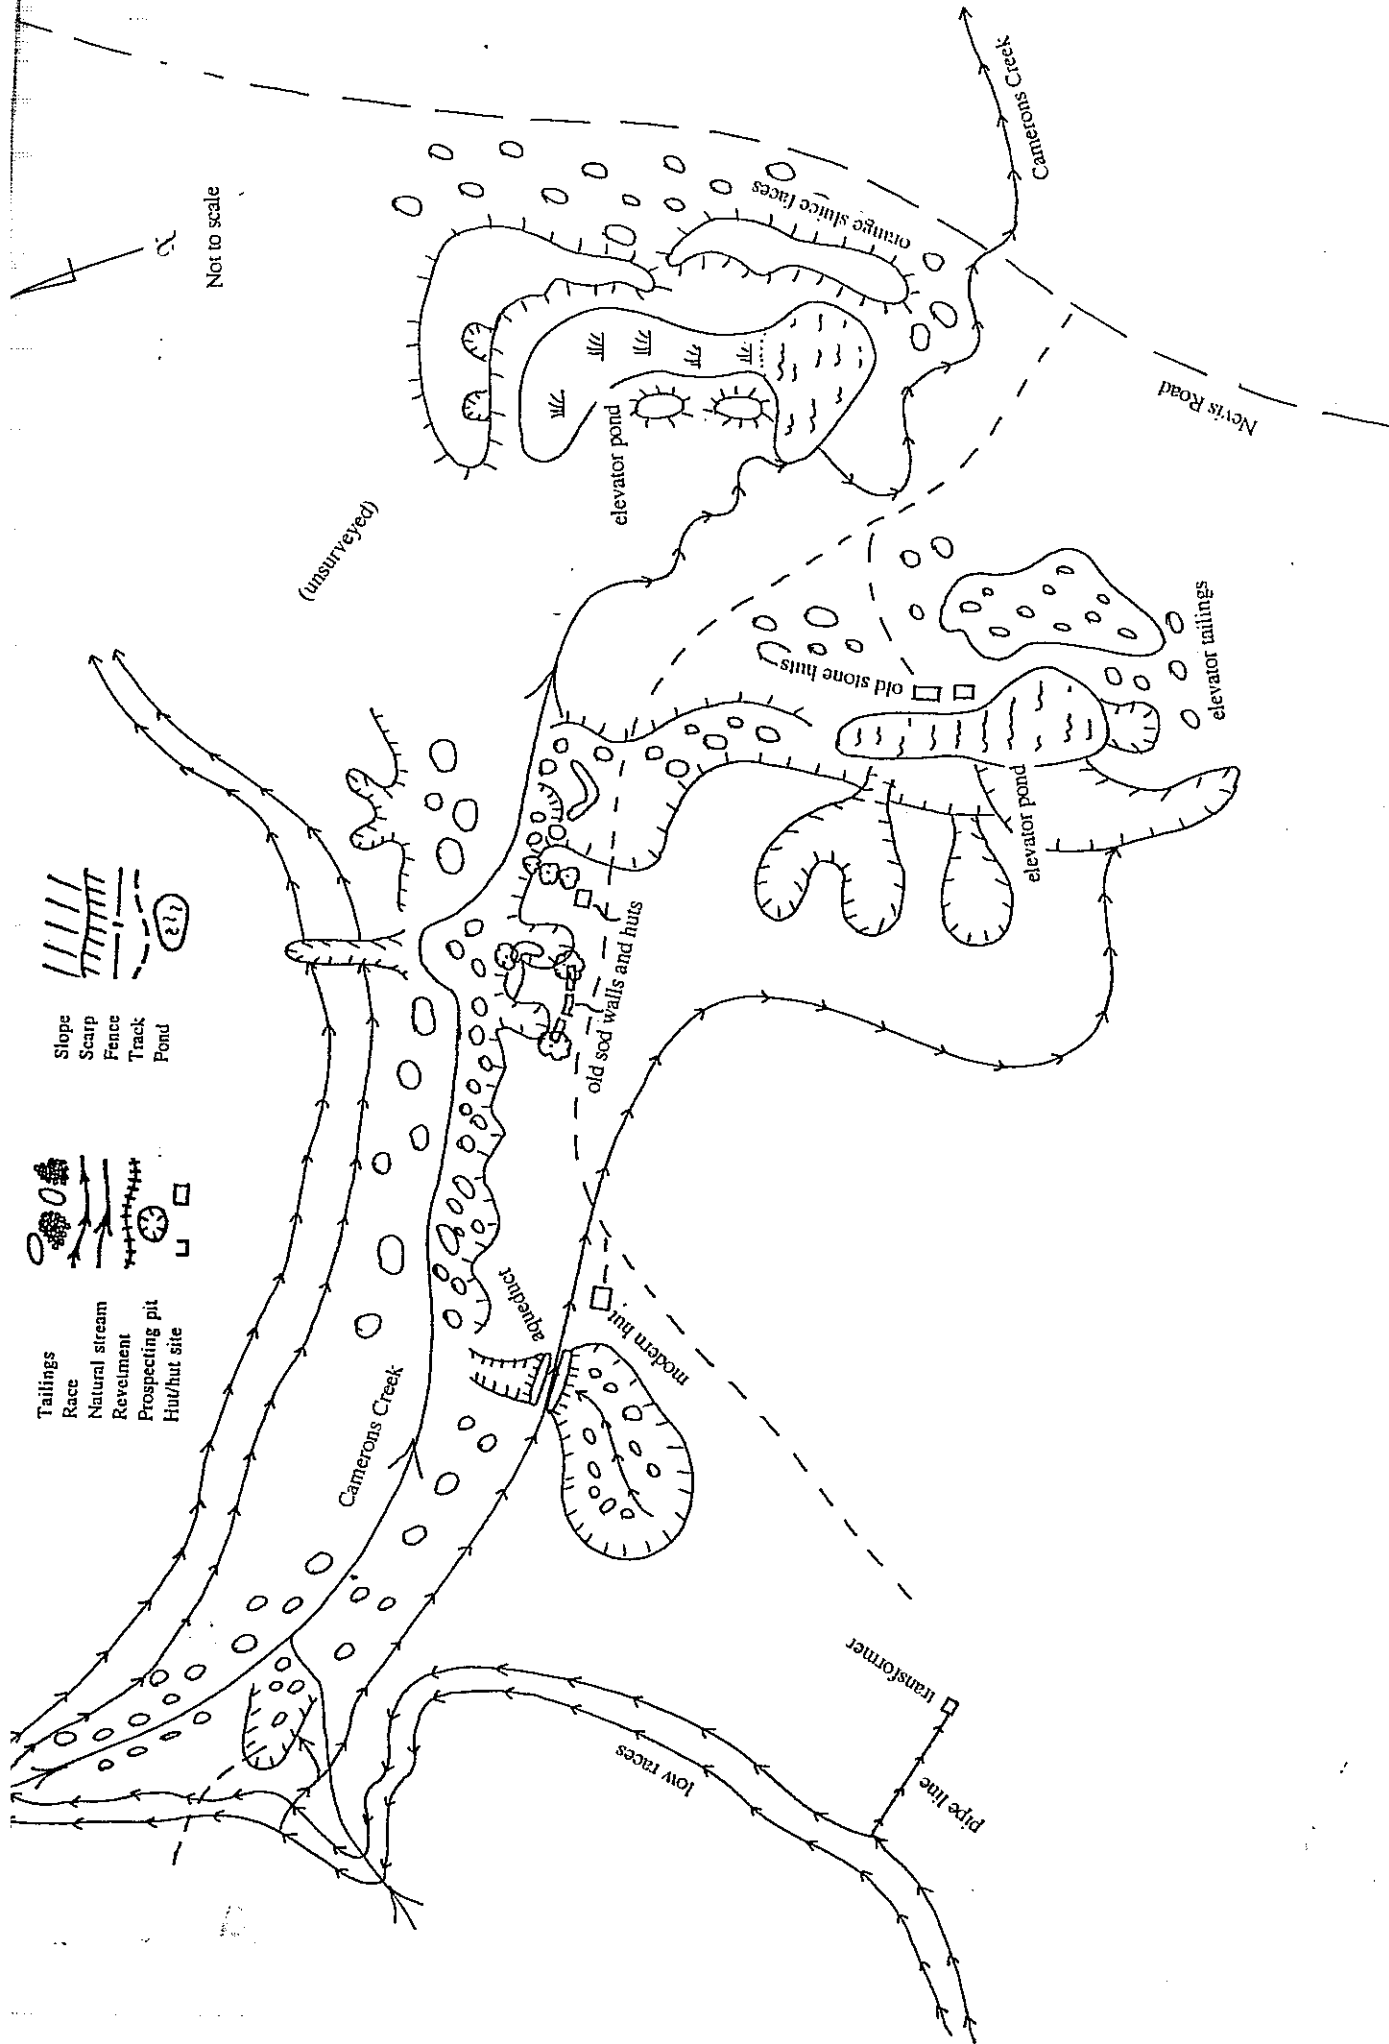 Tailings
Race
Natural stream
Revetment
Prospecting pit
Hut/hut site
Slope
Scarp
Fence
Track
Pond
Not to scale
(unsurveyed)
Camerons Creek
aqueduct
modern hut
old sod walls and huts
elevator pond
orange sluice faces
Camerons Creek
Nevis Road
old stone huts
elevator pond
elevator tailings
low races
pipe line
transformer